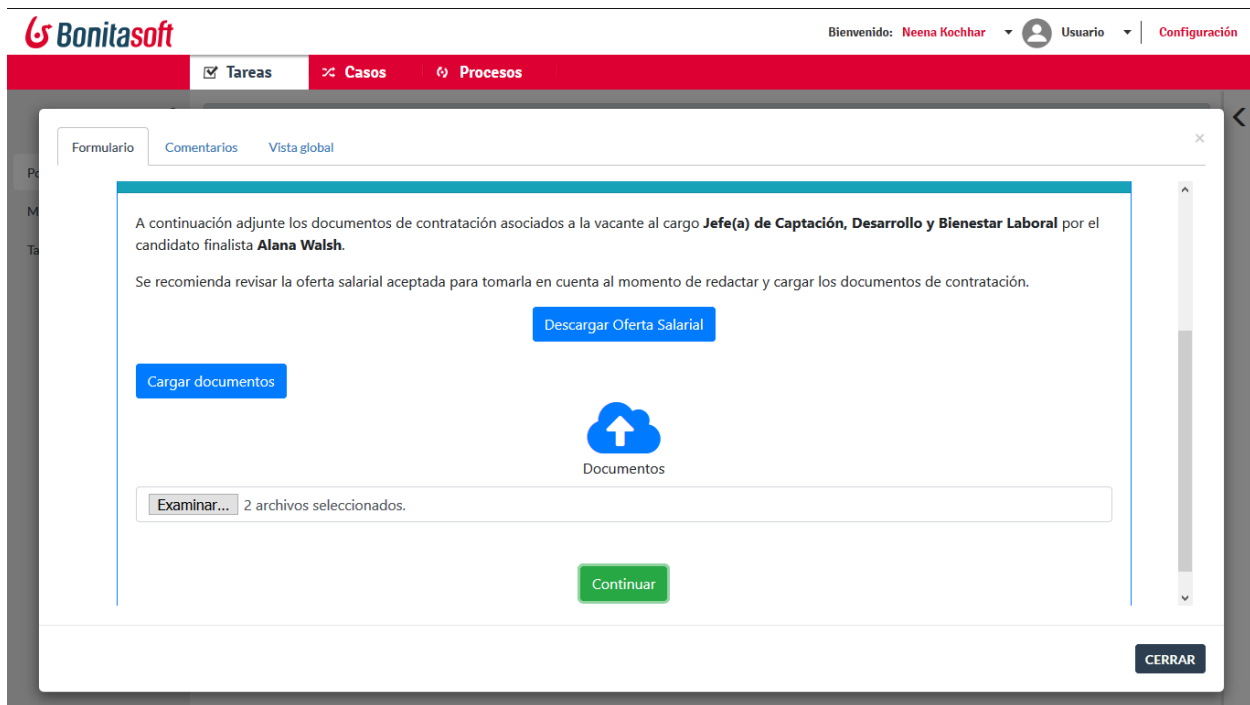 Bonitasoft
Bienvenido: Neena Kochhar Usuario Configuración
Tareas Casos Procesos
Formulario Comentarios Vista global ×
Po
M
Ta
A continuación adjunte los documentos de contratación asociados a la vacante al cargo Jefe(a) de Captación, Desarrollo y Bienestar Laboral por el
candidato finalista Alana Walsh.
Se recomienda revisar la oferta salarial aceptada para tomarla en cuenta al momento de redactar y cargar los documentos de contratación.
Descargar Oferta Salarial
Cargar documentos
Documentos
Examinar... 2 archivos seleccionados.
Continuar
CERRAR